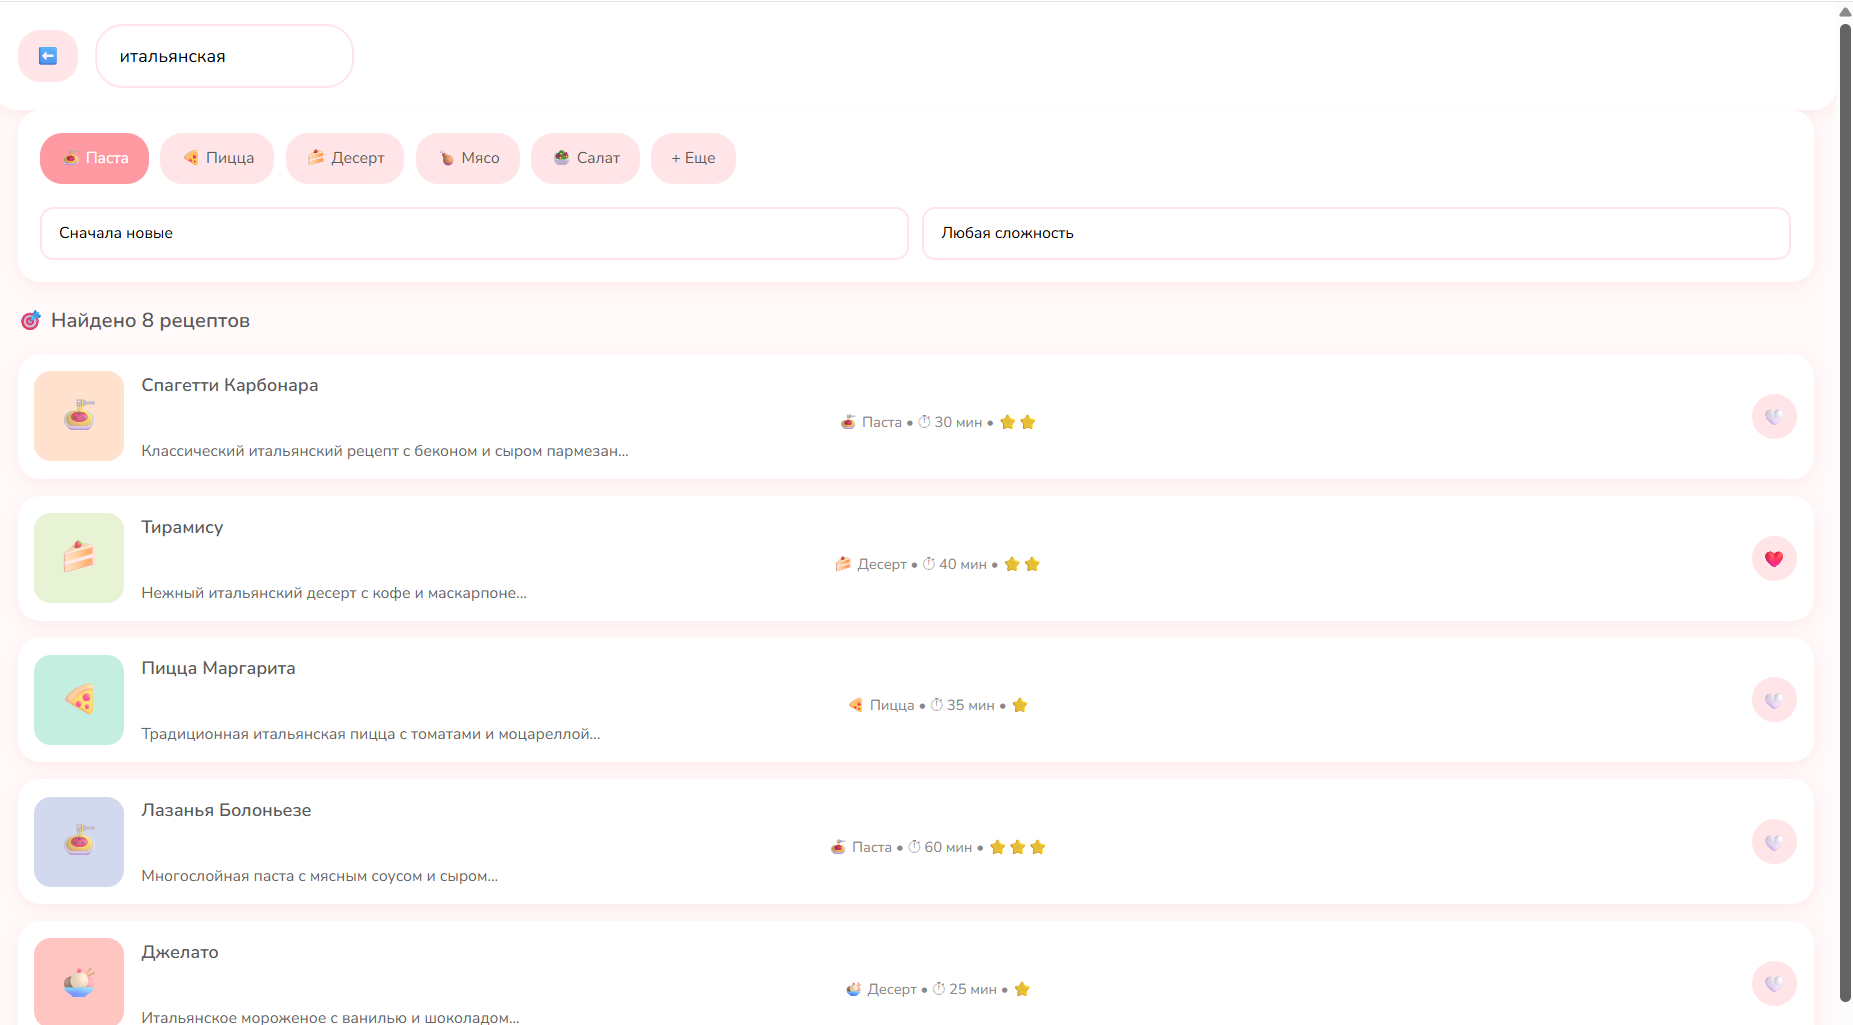 итальянская
Паста Пицца Десерт Мясо Салат + Еще
Сначала новые Любая сложность
Найдено 8 рецептов
Спагетти Карбонара
Паста • 30 мин •
Классический итальянский рецепт с беконом и сыром пармезан...
Тирамису
Десерт • 40 мин •
Нежный итальянский десерт с кофе и маскарпоне...
Пицца Маргарита
Пицца • 35 мин •
Традиционная итальянская пицца с томатами и моцареллой...
Лазанья Болоньезе
Паста • 60 мин •
Многослойная паста с мясным соусом и сыром...
Джелато
Десерт • 25 мин •
Итальянское мороженое с ванилью и шоколадом...